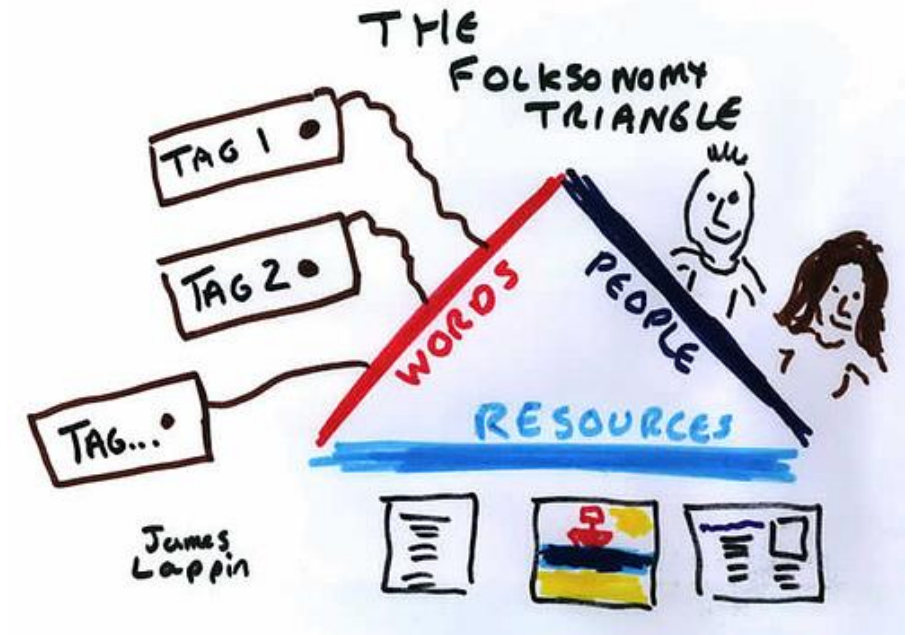 THE
FOLKSONOMY
TRIANGLE
TAG 1
TAG 2
TAG...
WORDS
PEOPLE
RESOURCES
James
Lappin